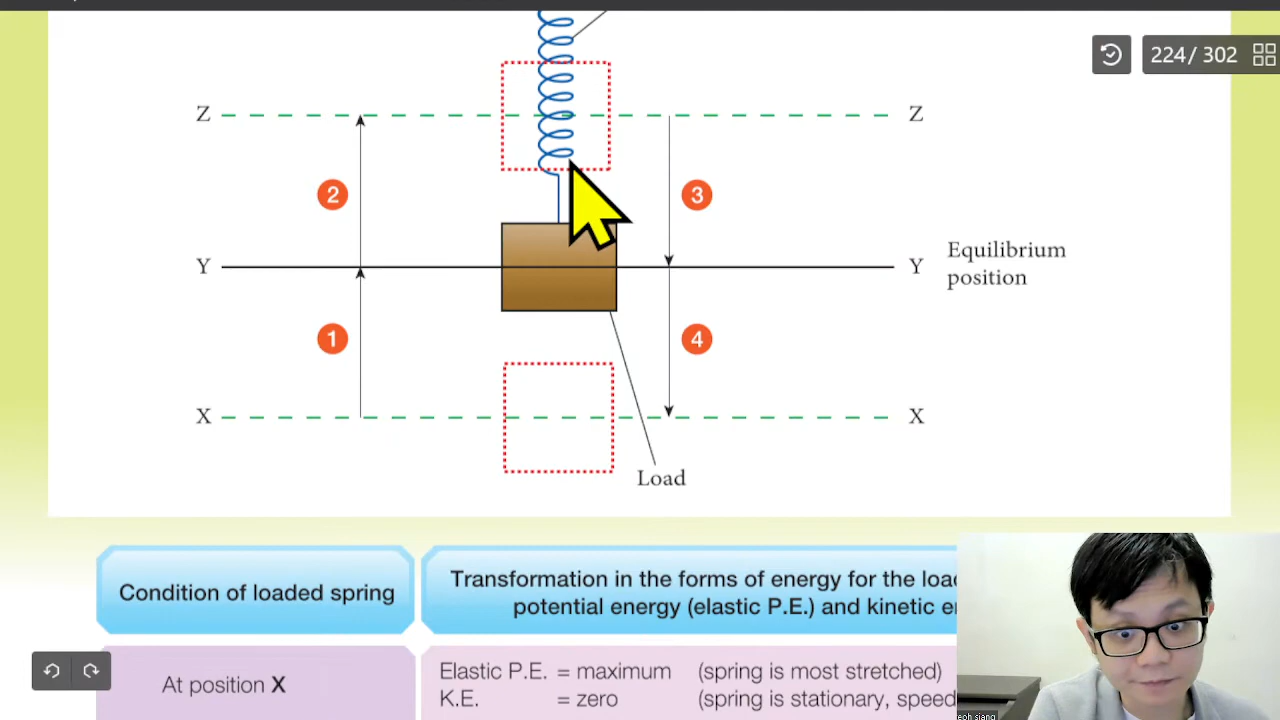 224/ 302
Z
Z
2
3
Y
Y
Equilibrium
position
1
4
X
X
Load
Condition of loaded spring
Transformation in the forms of energy for the
potential energy (elastic P.E.) and kinetic
At position X
Elastic P.E. = maximum (spring is most stretched)
K.E. = zero (spring is stationary, speed
siang